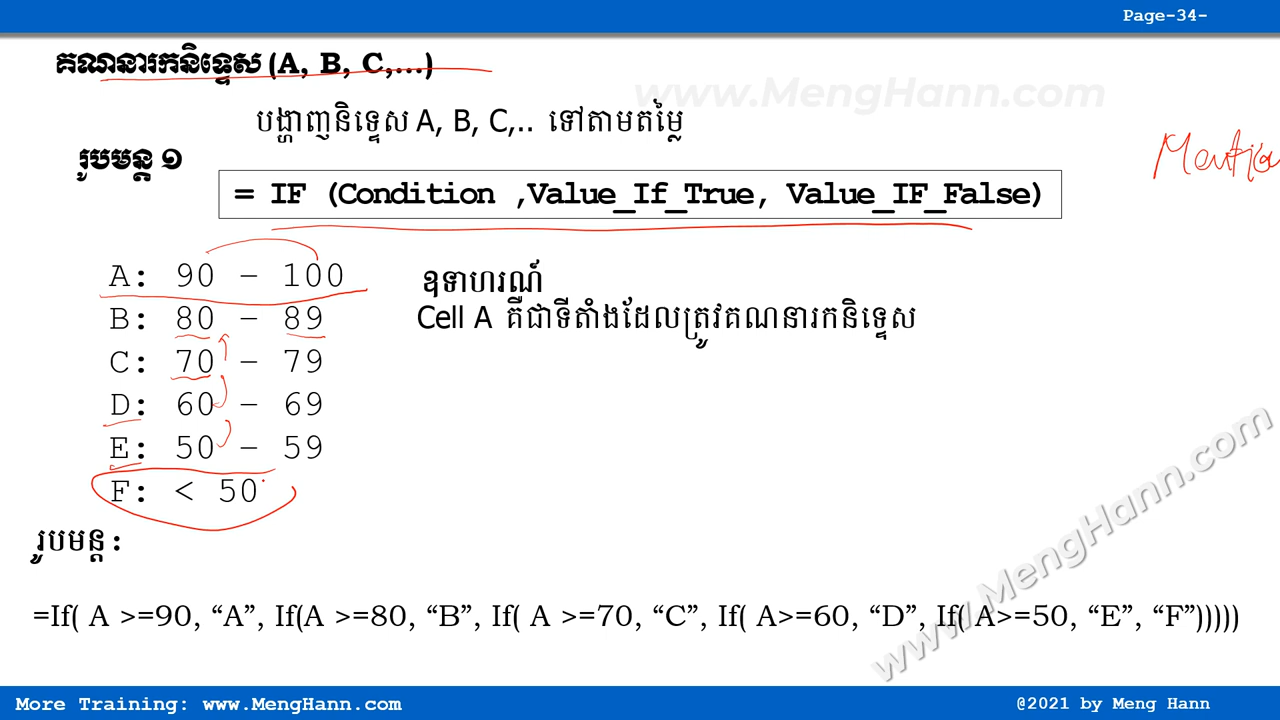 Page-34-
គណនារកនិទ្ទេស (A, B, C,...)
www.MengHann.com
បង្ហាញនិទ្ទេស A, B, C,.. ទៅតាមតម្លៃ
រូបមន្ត ១
= IF (Condition ,Value_If_True, Value_IF_False)
A: 90 – 100
B: 80 – 89
C: 70 – 79
D: 60 – 69
E: 50 – 59
F: < 50
ឧទាហរណ៍
Cell A គឺជាទីតាំងដែលត្រូវគណនារកនិទ្ទេស
រូបមន្ត :
=If( A >=90, “A”, If(A >=80, “B”, If( A >=70, “C”, If( A>=60, “D”, If( A>=50, “E”, “F”)))))
www.MengHann.com
More Training: www.MengHann.com
@2021 by Meng Hann